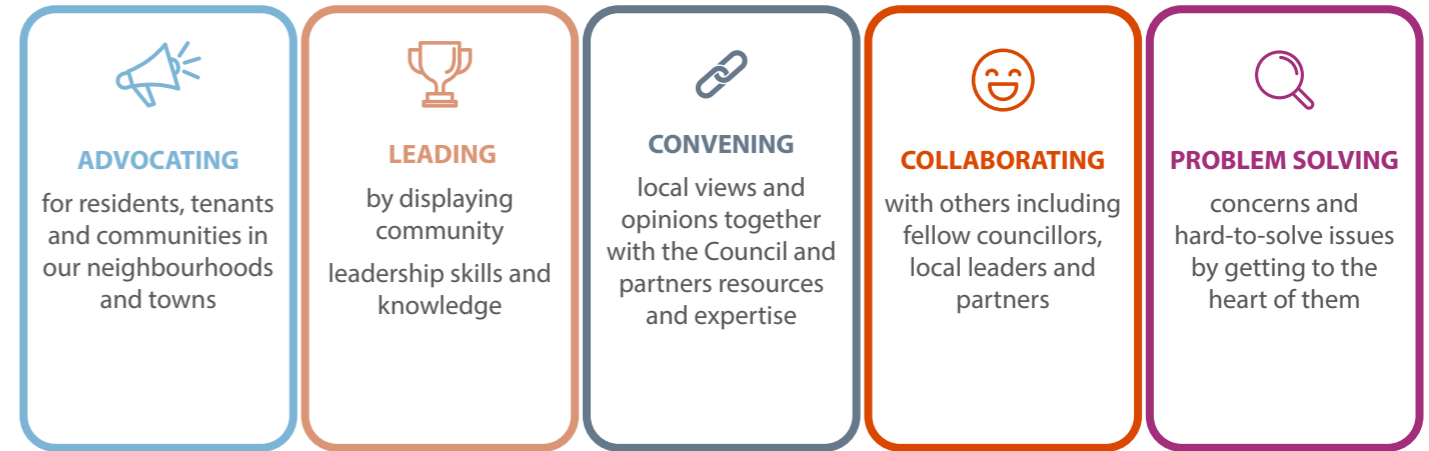 ADVOCATING
for residents, tenants
and communities in
our neighbourhoods
and towns
LEADING
by displaying
community
leadership skills and
knowledge
CONVENING
local views and
opinions together
with the Council and
partners resources
and expertise
COLLABORATING
with others including
fellow councillors,
local leaders and
partners
PROBLEM SOLVING
concerns and
hard-to-solve issues
by getting to the
heart of them